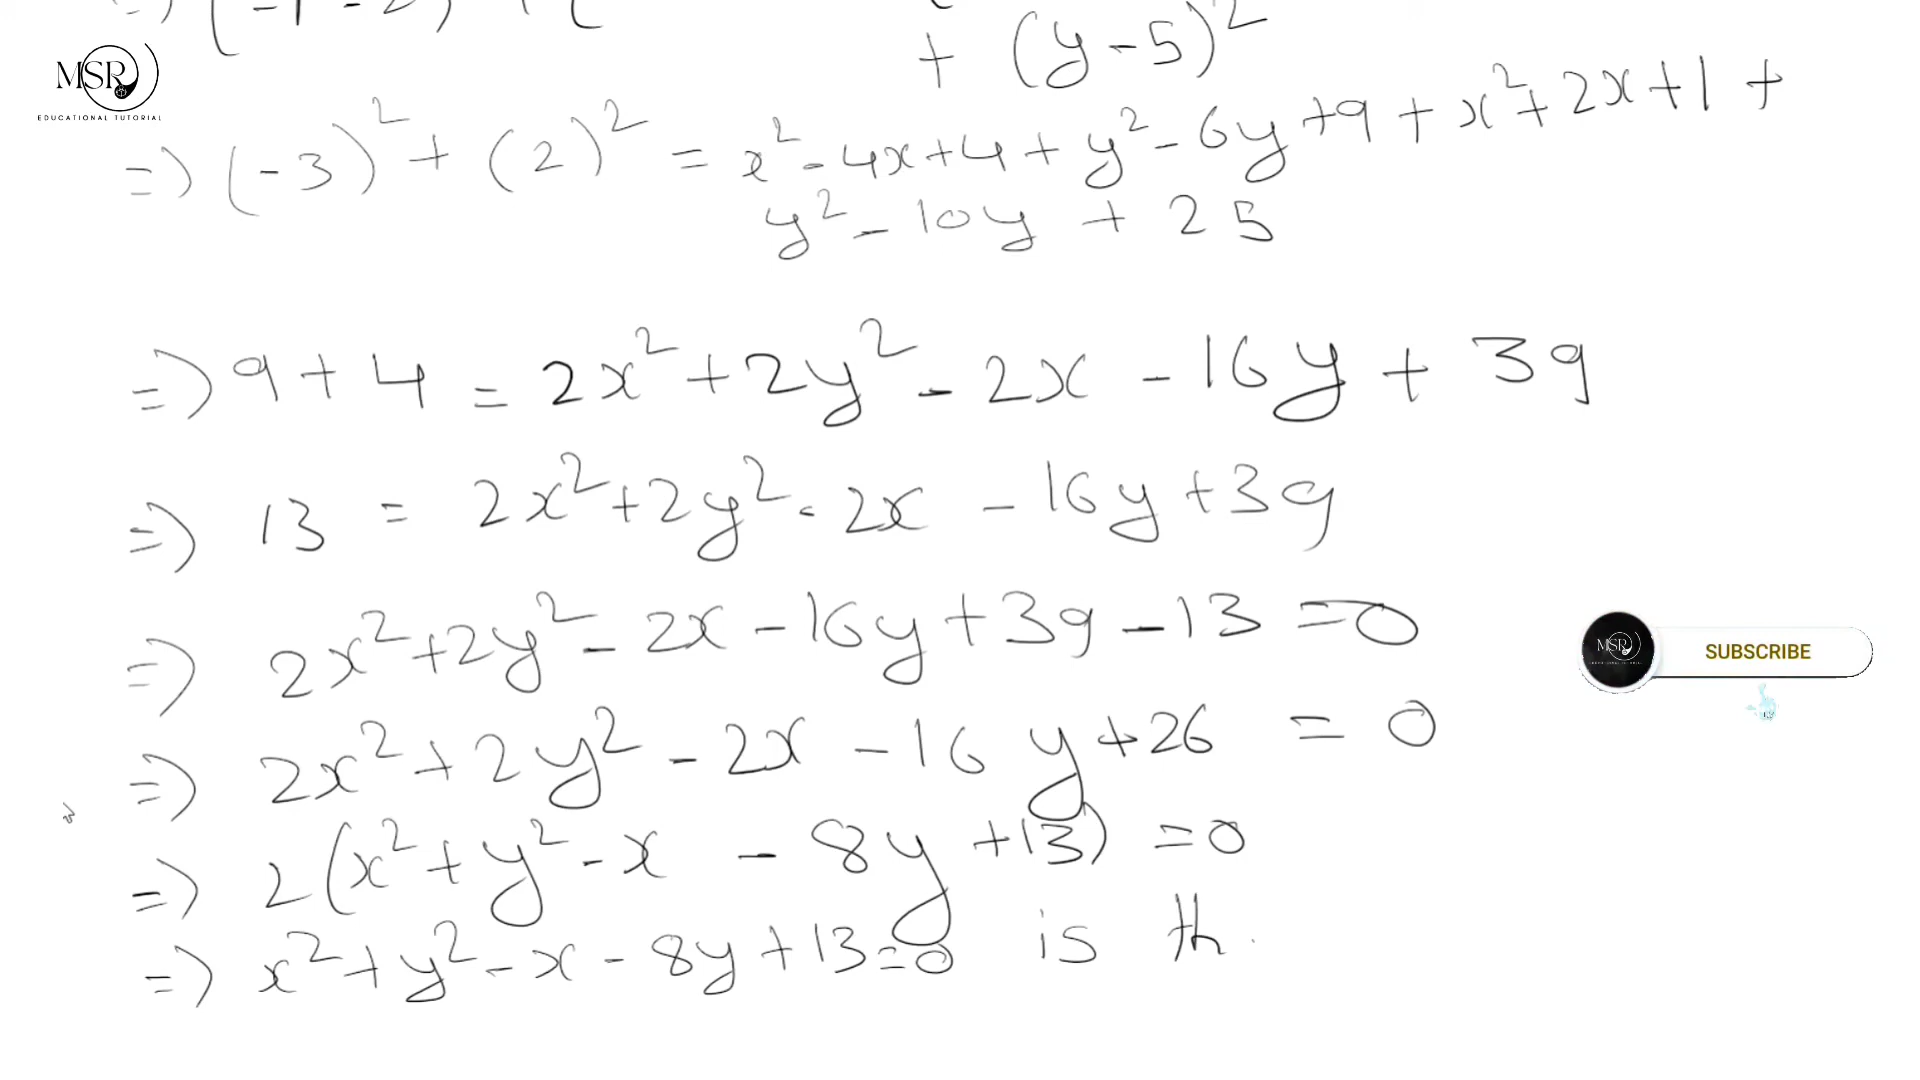 + (y-5)²
MSR
EDUCATIONAL TUTORIAL
=> (-3)² + (2)² = x² - 4x + 4 + y² - 6y + 9 + x² + 2x + 1 +
y² - 10y + 25
=> 9 + 4 = 2x² + 2y² - 2x - 16y + 39
=> 13 = 2x² + 2y² - 2x - 16y + 39
=> 2x² + 2y² - 2x - 16y + 39 - 13 = 0
MSR
SUBSCRIBE
=> 2x² + 2y² - 2x - 16y + 26 = 0
=> 2(x² + y² - x - 8y + 13) = 0
=> x² + y² - x - 8y + 13 = 0 is th